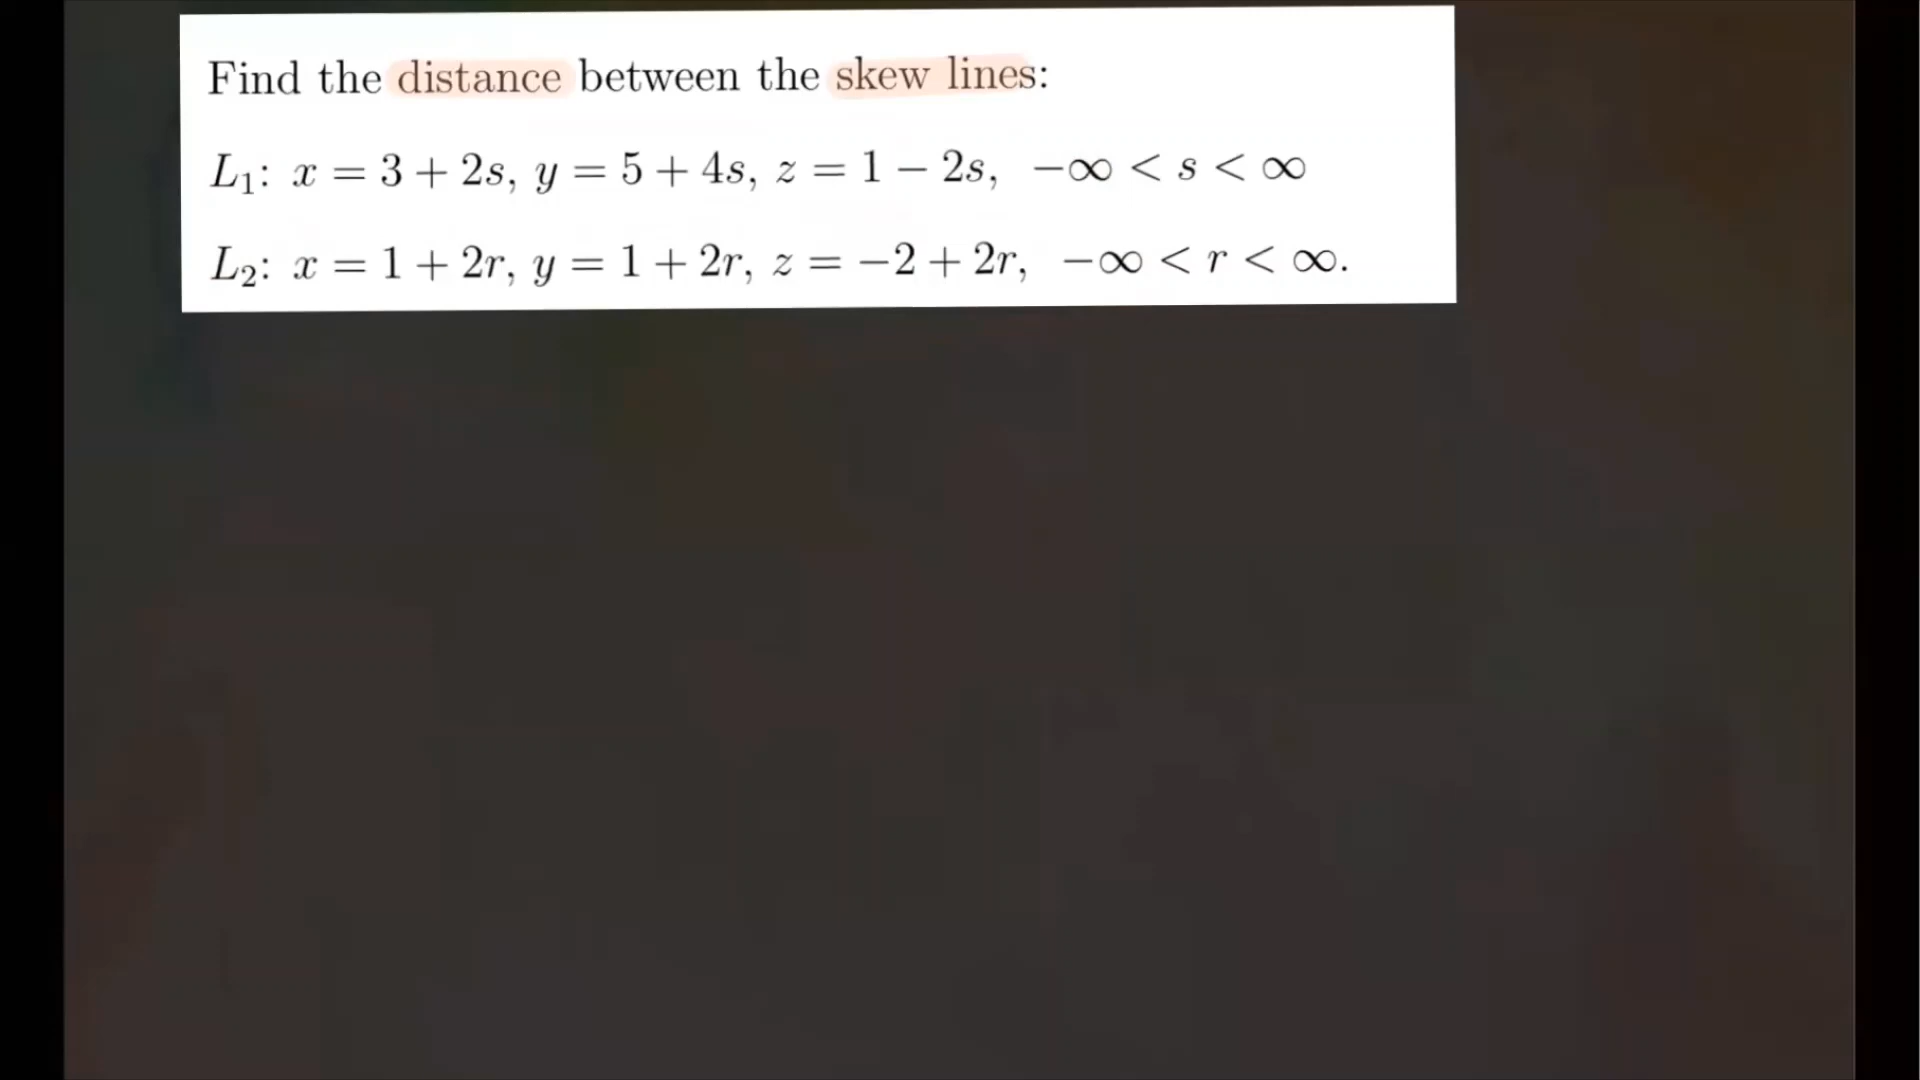 Find the distance between the skew lines:
L₁: x = 3 + 2s, y = 5 + 4s, z = 1 − 2s, −∞ < s < ∞
L₂: x = 1 + 2r, y = 1 + 2r, z = −2 + 2r, −∞ < r < ∞.